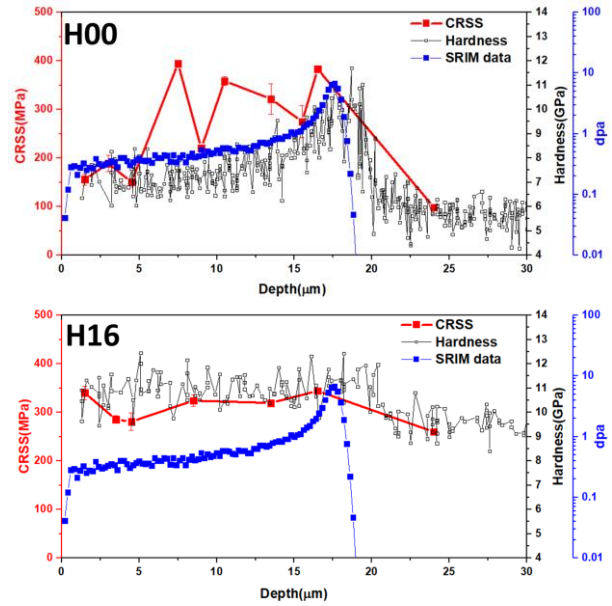 H00
CRSS
Hardness
SRIM data
CRSS(MPa)
500
400
300
200
100
0
Hardness(GPa)
14
13
12
11
10
9
8
7
6
5
4
dpa
100
10
1
0.1
0.01
0 5 10 15 20 25 30
Depth(μm)
H16
CRSS
Hardness
SRIM data
CRSS(MPa)
500
400
300
200
100
0
Hardness(GPa)
14
13
12
11
10
9
8
7
6
5
4
dpa
100
10
1
0.1
0.01
0 5 10 15 20 25 30
Depth(μm)